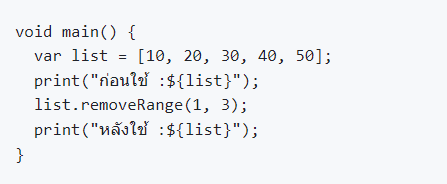 void main() {
  var list = [10, 20, 30, 40, 50];
  print("ก่อนใช้ :${list}");
  list.removeRange(1, 3);
  print("หลังใช้ :${list}");
}